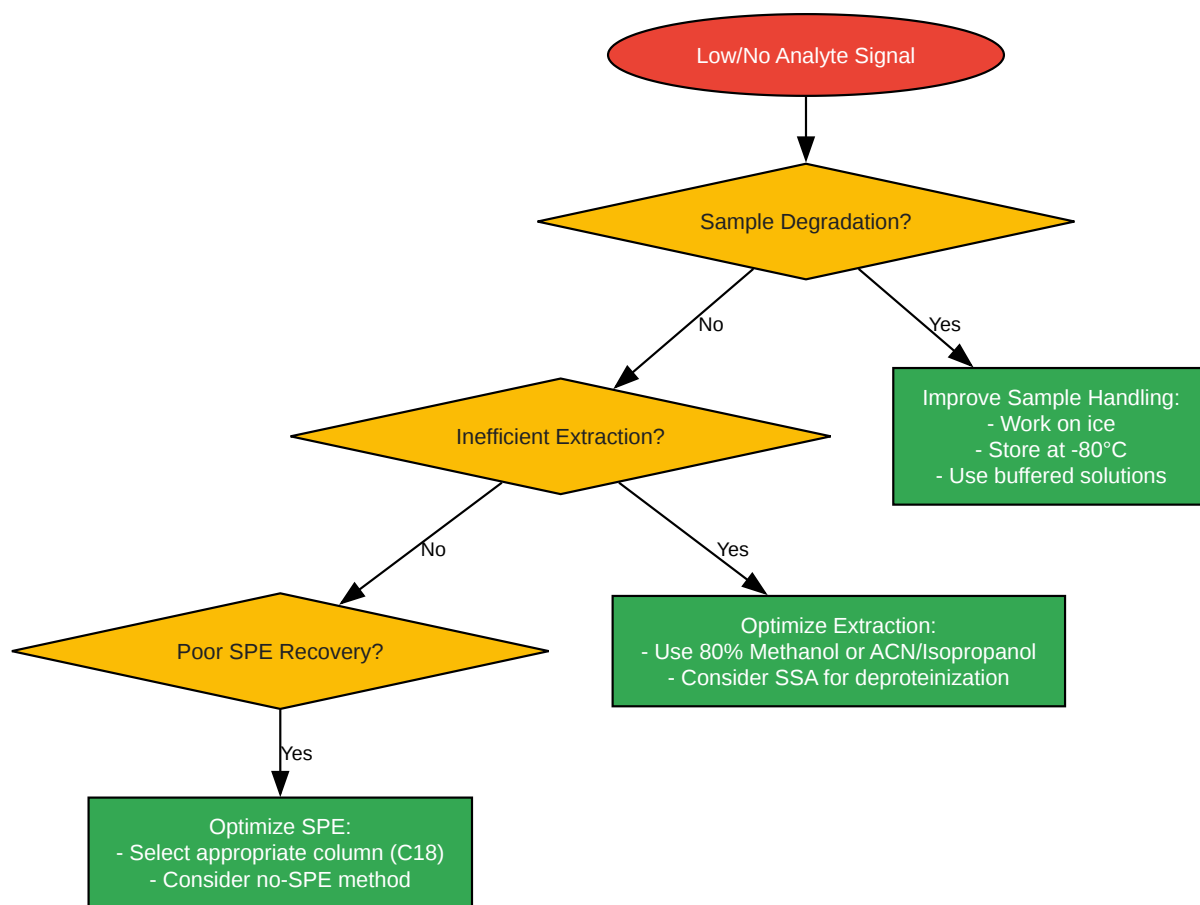 Low/No Analyte Signal
Sample Degradation?
No
Yes
Improve Sample Handling:
- Work on ice
- Store at -80°C
- Use buffered solutions
Inefficient Extraction?
No
Yes
Optimize Extraction:
- Use 80% Methanol or ACN/Isopropanol
- Consider SSA for deproteinization
Poor SPE Recovery?
Yes
Optimize SPE:
- Select appropriate column (C18)
- Consider no-SPE method